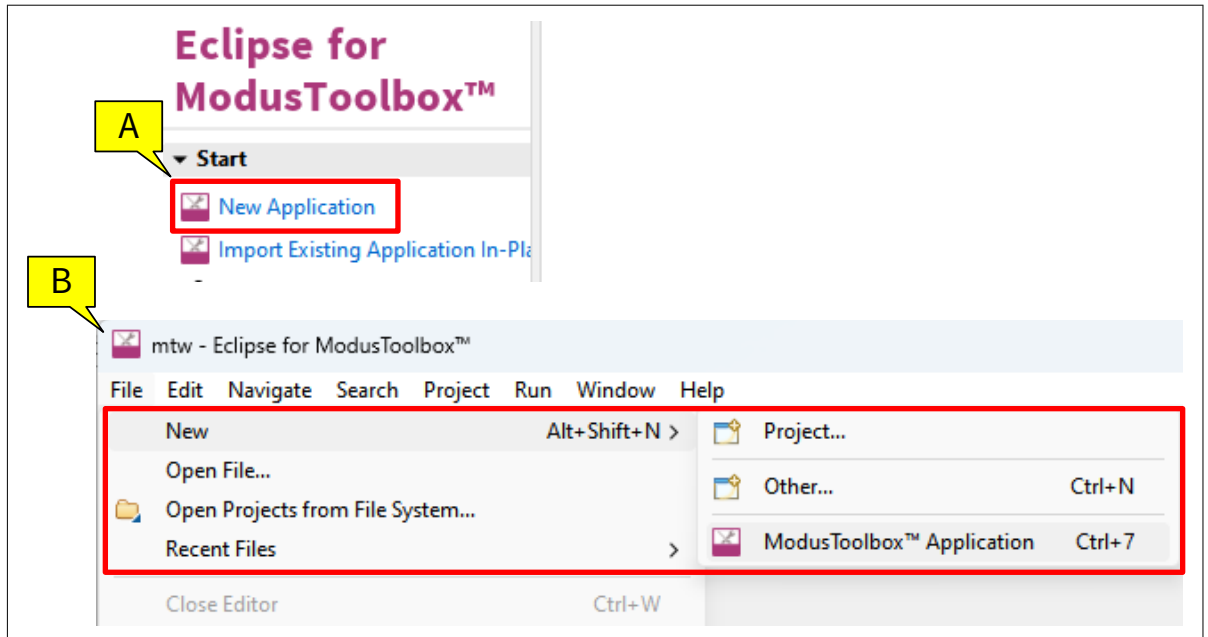 Eclipse for
ModusToolbox™
A
Start
New Application
Import Existing Application In-Pla
B
mtw - Eclipse for ModusToolbox™
File Edit Navigate Search Project Run Window Help
New Alt+Shift+N > Project...
Open File...
Other... Ctrl+N
Open Projects from File System...
Recent Files > ModusToolbox™ Application Ctrl+7
Close Editor Ctrl+W